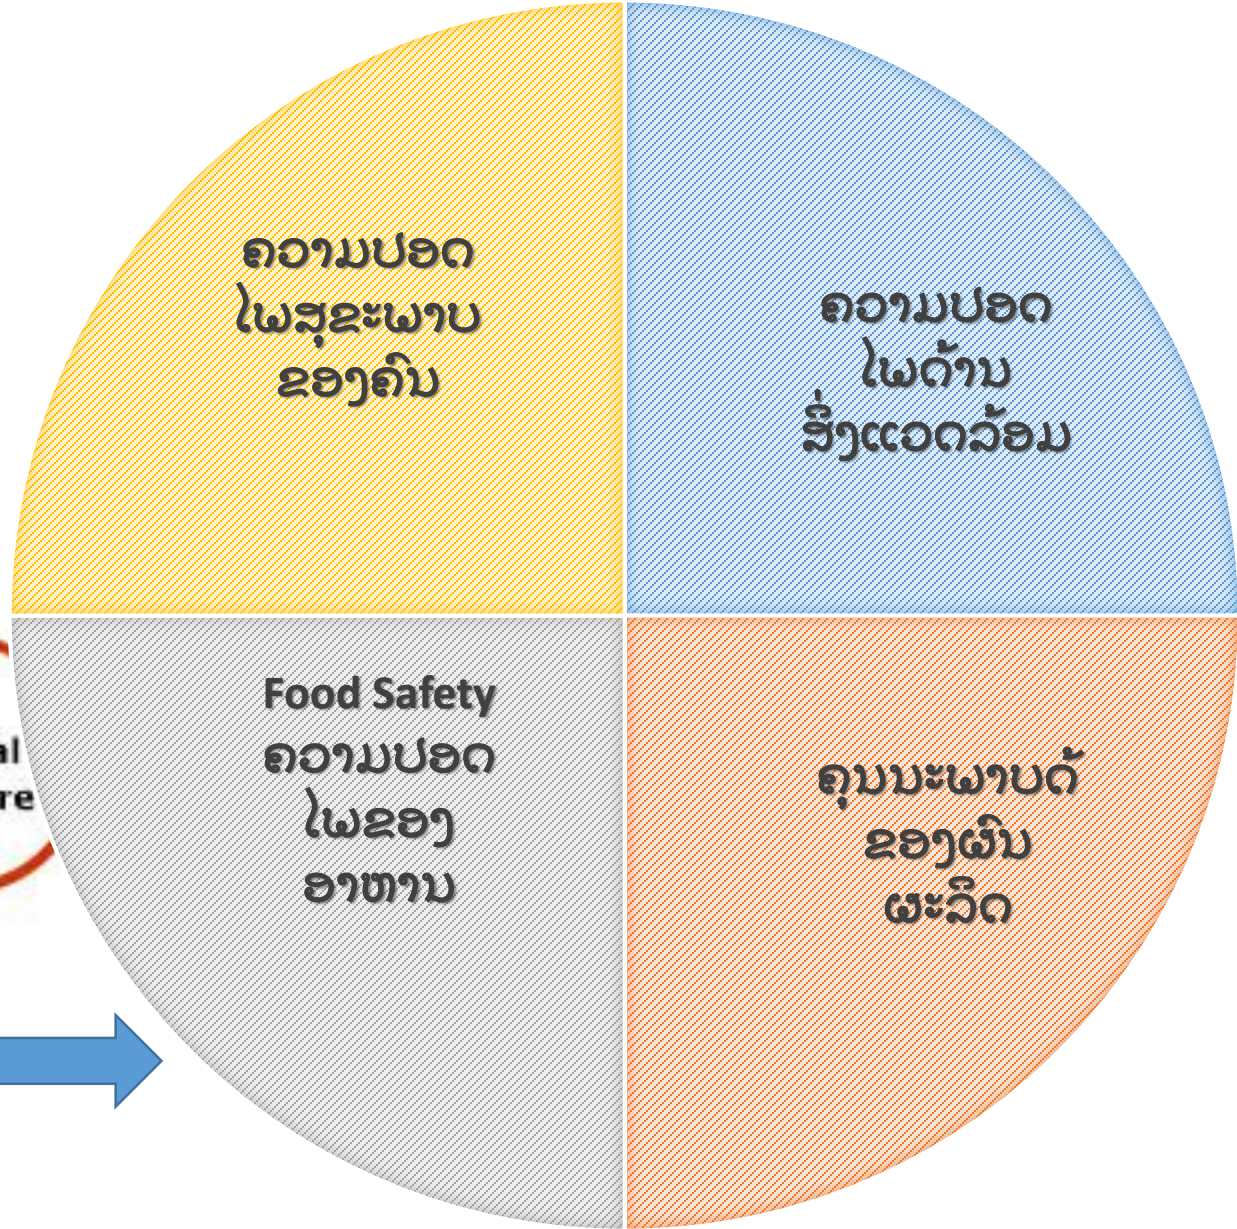 ຄວາມປອດ
ໄພສຸຂະພາບ
ຂອງຄົນ
ຄວາມປອດ
ໄພດ້ານ
ສິ່ງແວດລ້ອມ
Food Safety
ຄວາມປອດ
ໄພຂອງ
ອາຫານ
ຄຸນນະພາບດ້
ຂອງຜົນ
ຜະລິດ